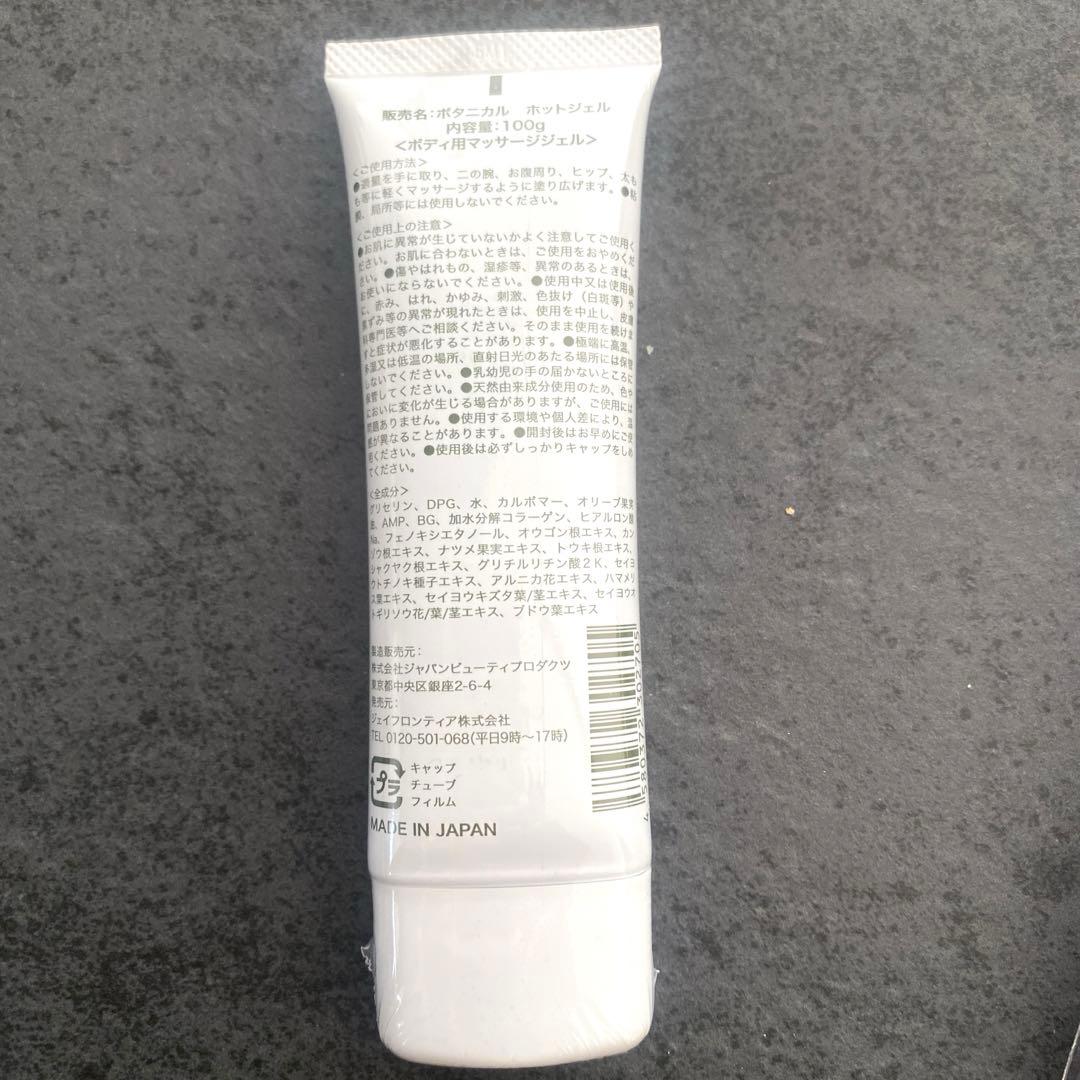 販売名：ボタニカル ホットジェル
内容量：100g
＜ボディ用マッサージジェル＞
＜ご使用方法＞
●適量を手に取り、二の腕、お腹周り、ヒップ、太も
も等に軽くマッサージするように塗り広げます。●粘
膜、局所等には使用しないでください。
＜ご使用上の注意＞
●お肌に異常が生じていないかよく注意してご使用く
ださい。お肌に合わないときは、ご使用をおやめくだ
さい。●傷やはれもの、湿疹等、異常のあるときは、
お使いにならないでください。●使用中又は使用後
に、赤み、はれ、かゆみ、刺激、色抜け（白斑等）や
黒ずみ等の異常が現れたときは、使用を中止し、皮膚
科専門医等へご相談ください。そのまま使用を続けま
すと症状が悪化することがあります。●極端に高温、
多湿又は低温の場所、直射日光のあたる場所には保管
しないでください。●乳幼児の手の届かないところに
保管してください。●天然由来成分使用のため、色や
においに変化が生じる場合がありますが、ご使用には
問題ありません。●使用する環境や個人差により、温
感が異なることがあります。●開封後はお早めにご使
用ください。●使用後は必ずしっかりキャップをしめ
てください。
＜全成分＞
グリセリン、DPG、水、カルボマー、オリーブ果実
油、AMP、BG、加水分解コラーゲン、ヒアルロン酸
Na、フェノキシエタノール、オウゴン根エキス、カン
ゾウ根エキス、ナツメ果実エキス、トウキ根エキス、
シャクヤク根エキス、グリチルリチン酸2K、セイヨ
ウトチノキ種子エキス、アルニカ花エキス、ハマメリ
ス葉エキス、セイヨウキズタ葉/茎エキス、セイヨウオ
トギリソウ花/葉/茎エキス、ブドウ葉エキス
製造販売元：
株式会社ジャパンビューティプロダクツ
東京都中央区銀座2-6-4
発売元：
ジェイフロンティア株式会社
TEL 0120-501-068(平日9時〜17時)
プラ
キャップ
チューブ
フィルム
MADE IN JAPAN
4 580372 302705